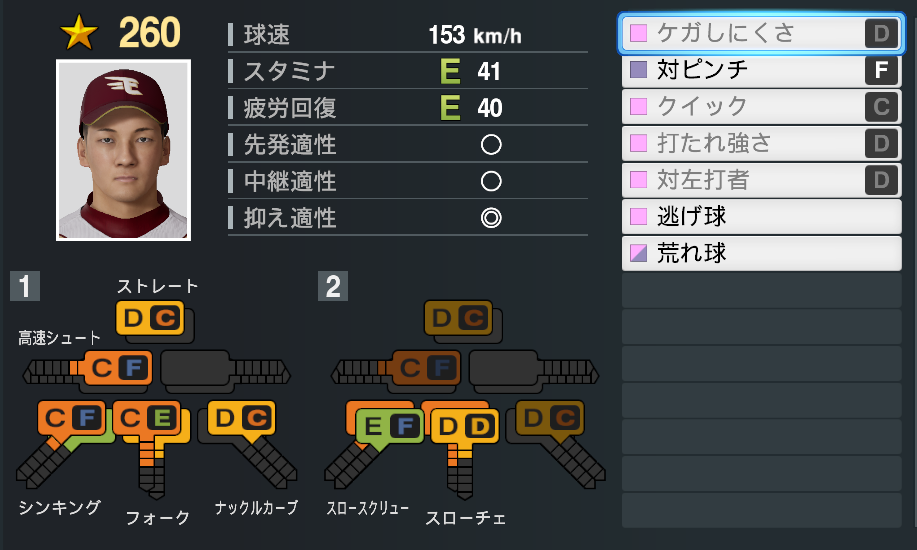 260
球速 153 km/h
スタミナ E 41
疲労回復 E 40
先発適性 ○
中継適性 ○
抑え適性 ◎
ケガしにくさ D
対ピンチ F
クイック C
打たれ強さ D
対左打者 D
逃げ球
荒れ球
1
ストレート
D C
高速シュート
C F
C F C E D C
シンキング フォーク ナックルカーブ
2
D C
C F
E F D D D C
スロースクリュー スローチェ